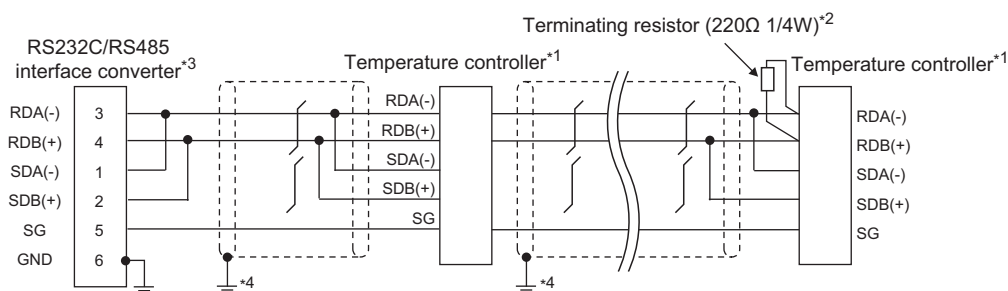 Terminating resistor (220Ω 1/4W)*2
RS232C/RS485
interface converter*3
Temperature controller*1
Temperature controller*1
RDA(-) 3
RDB(+) 4
SDA(-) 1
SDB(+) 2
SG 5
GND 6
RDA(-)
RDB(+)
SDA(-)
SDB(+)
SG
RDA(-)
RDB(+)
SDA(-)
SDB(+)
SG
*4
*4